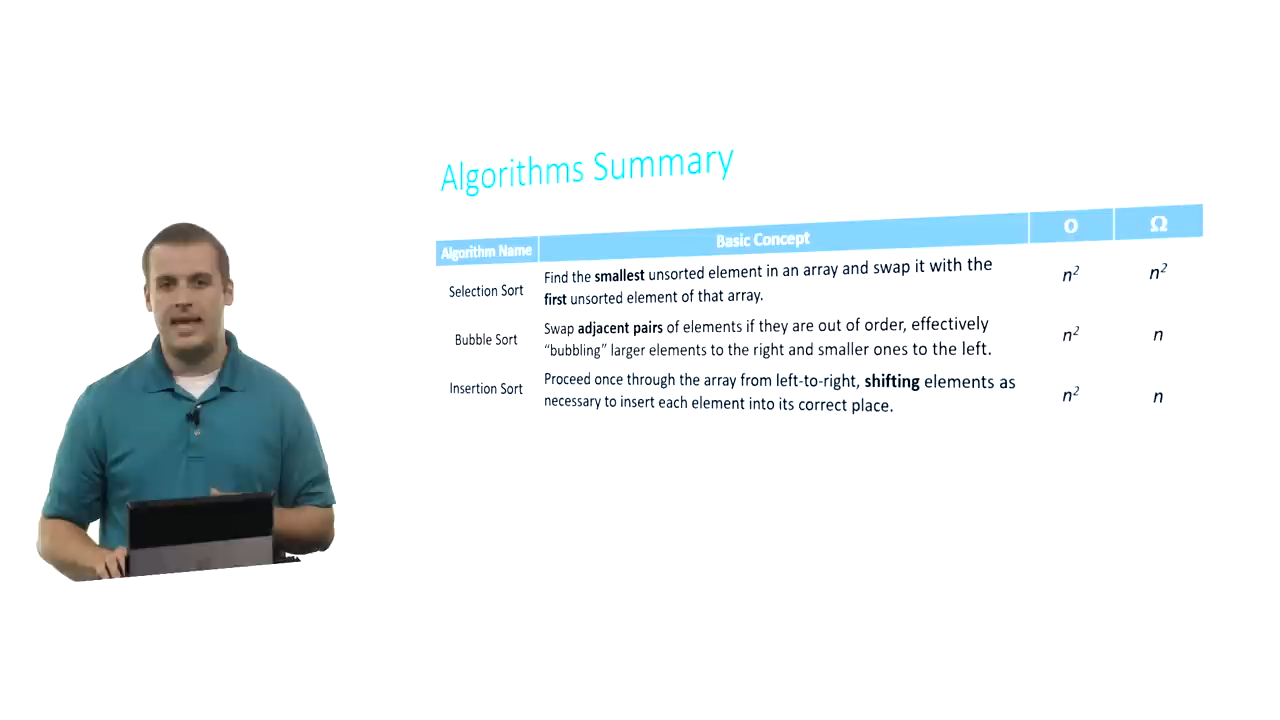 Algorithms Summary
Algorithm Name Basic Concept O Ω
Selection Sort
Find the smallest unsorted element in an array and swap it with the
first unsorted element of that array.
n² n²
Bubble Sort
Swap adjacent pairs of elements if they are out of order, effectively
“bubbling” larger elements to the right and smaller ones to the left.
n² n
Insertion Sort
Proceed once through the array from left-to-right, shifting elements as
necessary to insert each element into its correct place.
n² n